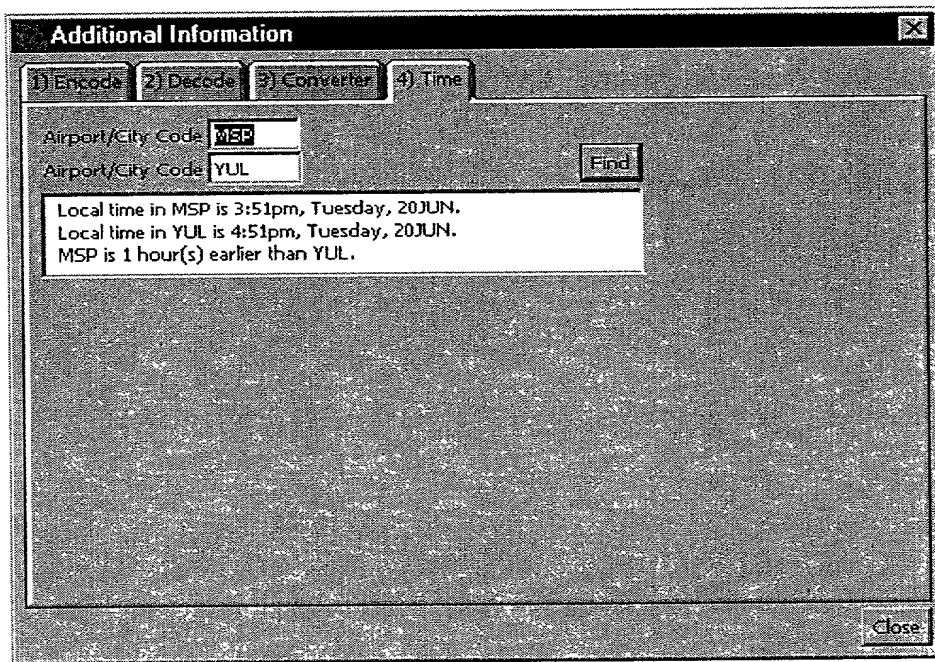 Additional Information
1) Encode 2) Decode 3) Converter 4) Time
Airport/City Code MSP
Airport/City Code YUL
Find
Local time in MSP is 3:51pm, Tuesday, 20JUN.
Local time in YUL is 4:51pm, Tuesday, 20JUN.
MSP is 1 hour(s) earlier than YUL.
Close